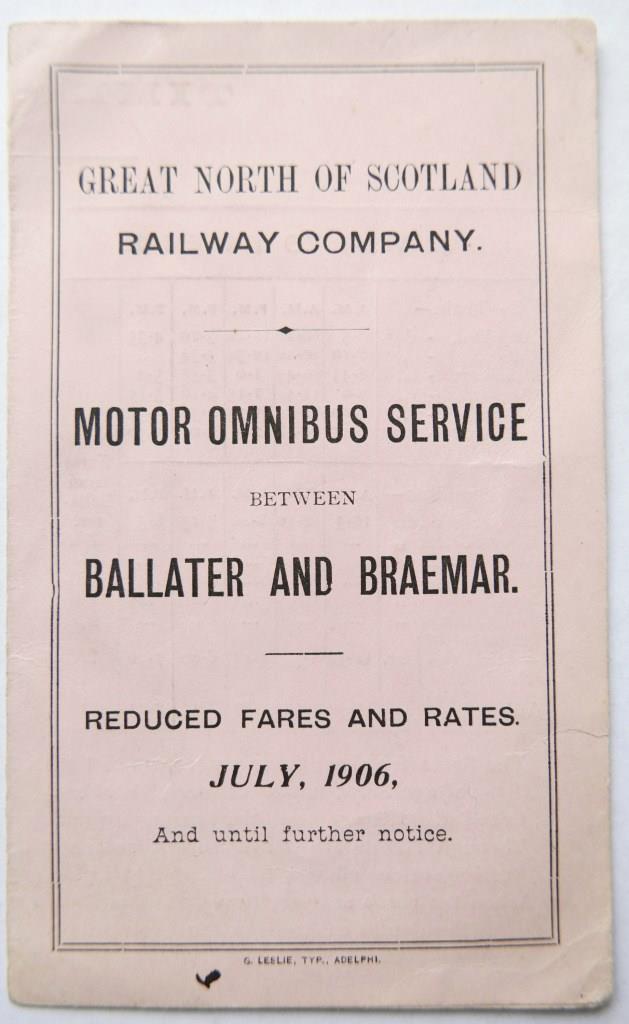 GREAT NORTH OF SCOTLAND
RAILWAY COMPANY.
MOTOR OMNIBUS SERVICE
BETWEEN
BALLATER AND BRAEMAR.
REDUCED FARES AND RATES.
JULY, 1906,
And until further notice.
G. LESLIE, TYP., ADELPHI.